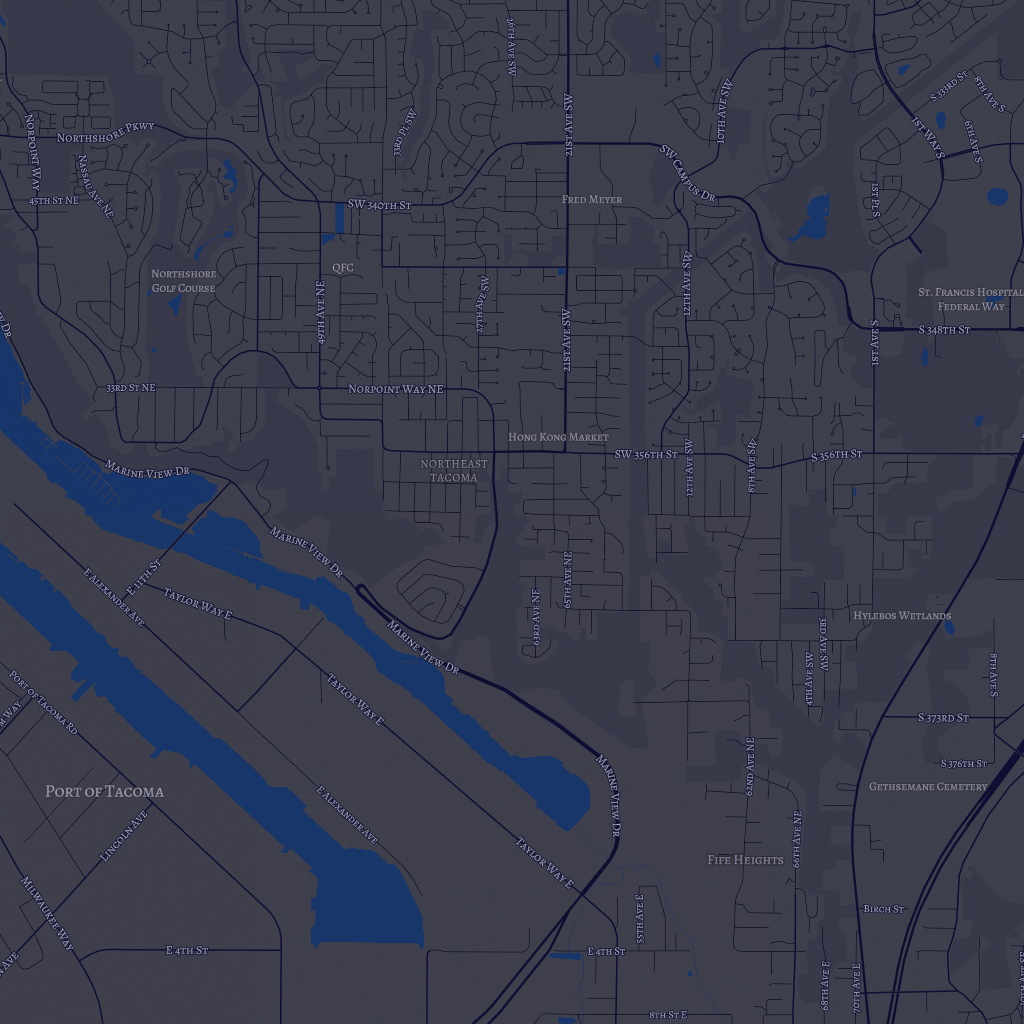 26th Ave SW
S 333rd St
8th Ave S
Northshore Pkwy
33rd Pl SW
21st Ave SW
10th Ave SW
1st Way S
6th Ave S
Norpoint Way
Nassau Ave NE
45th St NE
SW 340th St
Fred Meyer
SW Campus Dr
1st Pl S
Northshore
Golf Course
QFC
49th Ave NE
27th Ave SW
21st Ave SW
12th Ave SW
St. Francis Hospital
Federal Way
S 348th St
1st Ave S
33rd St NE
Norpoint Way NE
Hong Kong Market
Northeast
Tacoma
SW 356th St
12th Ave SW
8th Ave SW
S 356th St
Marine View Dr
Marine View Dr
E 11th St
E Alexander Ave
Taylor Way E
63rd Ave NE
65th Ave NE
Hylebos Wetlands
3rd Ave SW
4th Ave SW
8th Ave S
Marine View Dr
Port of Tacoma Rd
Taylor Way E
S 373rd St
S 376th St
Gethsemane Cemetery
62nd Ave NE
Marine View Dr
Port of Tacoma
E Alexander Ave
Lincoln Ave
Taylor Way E
Fife Heights
66th Ave NE
Milwaukee Way
55th Ave E
Birch St
E 4th St
E 4th St
68th Ave E
70th Ave E
8th St E